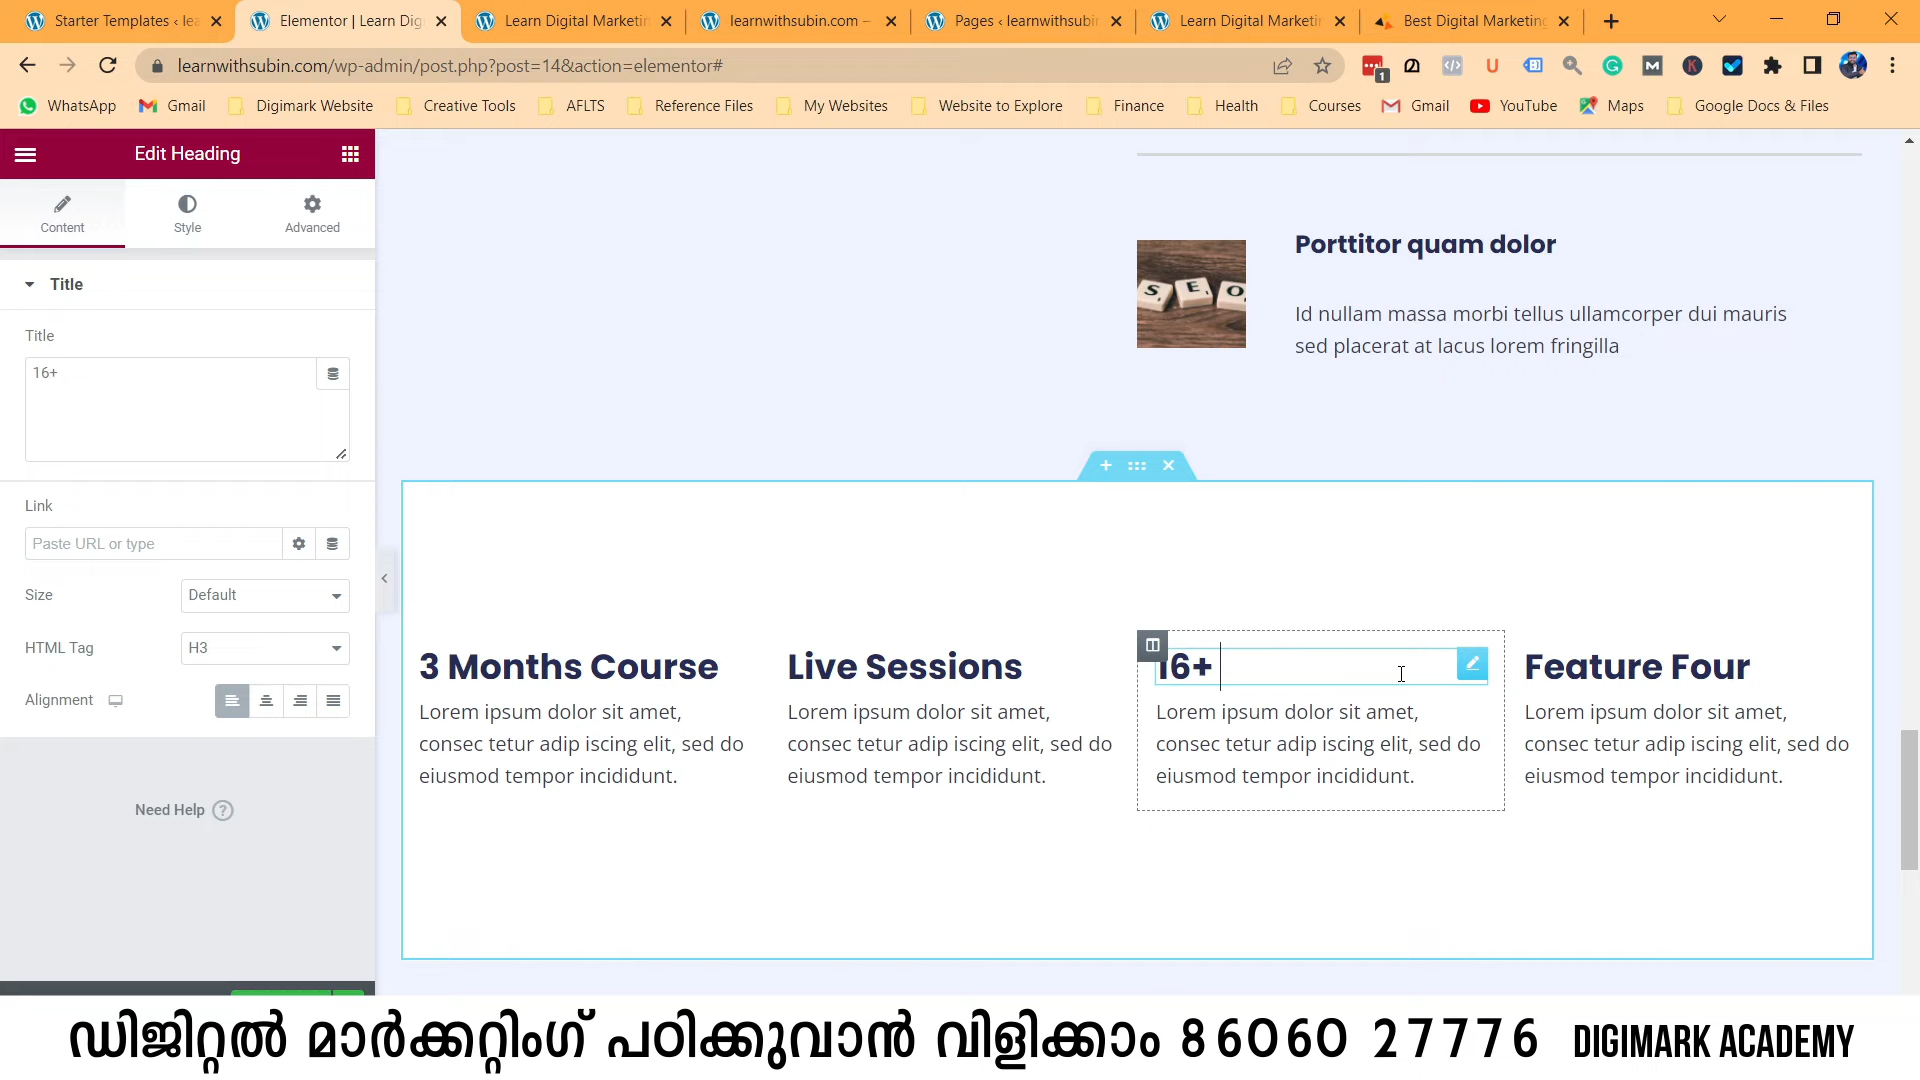 Starter Templates ‹ lea
Elementor | Learn Dig
Learn Digital Marketin
learnwithsubin.com –
Pages ‹ learnwithsubin
Learn Digital Marketin
Best Digital Marketing
learnwithsubin.com/wp-admin/post.php?post=14&action=elementor#
1
WhatsApp
Gmail
Digimark Website
Creative Tools
AFLTS
Reference Files
My Websites
Website to Explore
Finance
Health
Courses
Gmail
YouTube
Maps
Google Docs & Files
Edit Heading
Content
Style
Advanced
Title
Title
16+
Link
Paste URL or type
Size
Default
HTML Tag
H3
Alignment
Need Help
SEO
Porttitor quam dolor
Id nullam massa morbi tellus ullamcorper dui mauris
sed placerat at lacus lorem fringilla
3 Months Course
Lorem ipsum dolor sit amet,
consec tetur adip iscing elit, sed do
eiusmod tempor incididunt.
Live Sessions
Lorem ipsum dolor sit amet,
consec tetur adip iscing elit, sed do
eiusmod tempor incididunt.
16+
Lorem ipsum dolor sit amet,
consec tetur adip iscing elit, sed do
eiusmod tempor incididunt.
Feature Four
Lorem ipsum dolor sit amet,
consec tetur adip iscing elit, sed do
eiusmod tempor incididunt.
ഡിജിറ്റൽ മാർക്കറ്റിംഗ് പഠിക്കുവാൻ വിളിക്കാം 86060 27776 DIGIMARK ACADEMY